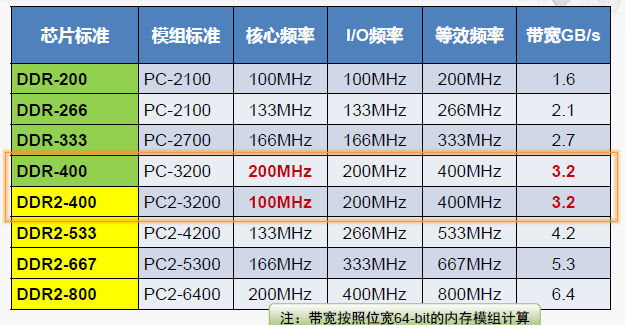 芯片标准 模组标准 核心频率 I/O频率 等效频率 带宽GB/s
DDR-200 PC-2100 100MHz 100MHz 200MHz 1.6
DDR-266 PC-2100 133MHz 133MHz 266MHz 2.1
DDR-333 PC-2700 166MHz 166MHz 333MHz 2.7
DDR-400 PC-3200 200MHz 200MHz 400MHz 3.2
DDR2-400 PC2-3200 100MHz 200MHz 400MHz 3.2
DDR2-533 PC2-4200 133MHz 266MHz 533MHz 4.2
DDR2-667 PC2-5300 166MHz 333MHz 667MHz 5.3
DDR2-800 PC2-6400 200MHz 400MHz 800MHz 6.4
注：带宽按照位宽64-bit的内存模组计算